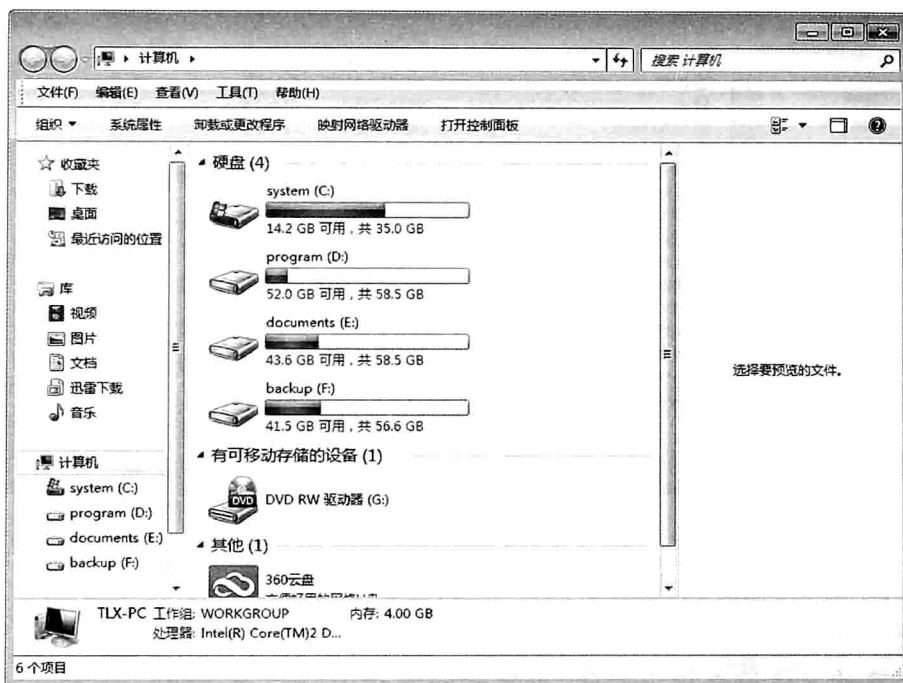 计算机
搜索 计算机
文件(F) 编辑(E) 查看(V) 工具(T) 帮助(H)
组织 系统属性 卸载或更改程序 映射网络驱动器 打开控制面板
收藏夹
下载
桌面
最近访问的位置
库
视频
图片
文档
迅雷下载
音乐
计算机
system (C:)
program (D:)
documents (E:)
backup (F:)
硬盘 (4)
system (C:)
14.2 GB 可用，共 35.0 GB
program (D:)
52.0 GB 可用，共 58.5 GB
documents (E:)
43.6 GB 可用，共 58.5 GB
backup (F:)
41.5 GB 可用，共 56.6 GB
有可移动存储的设备 (1)
DVD
DVD RW 驱动器 (G:)
其他 (1)
360云盘
选择要预览的文件。
TLX-PC 工作组: WORKGROUP 内存: 4.00 GB
处理器: Intel(R) Core(TM)2 D...
6 个项目